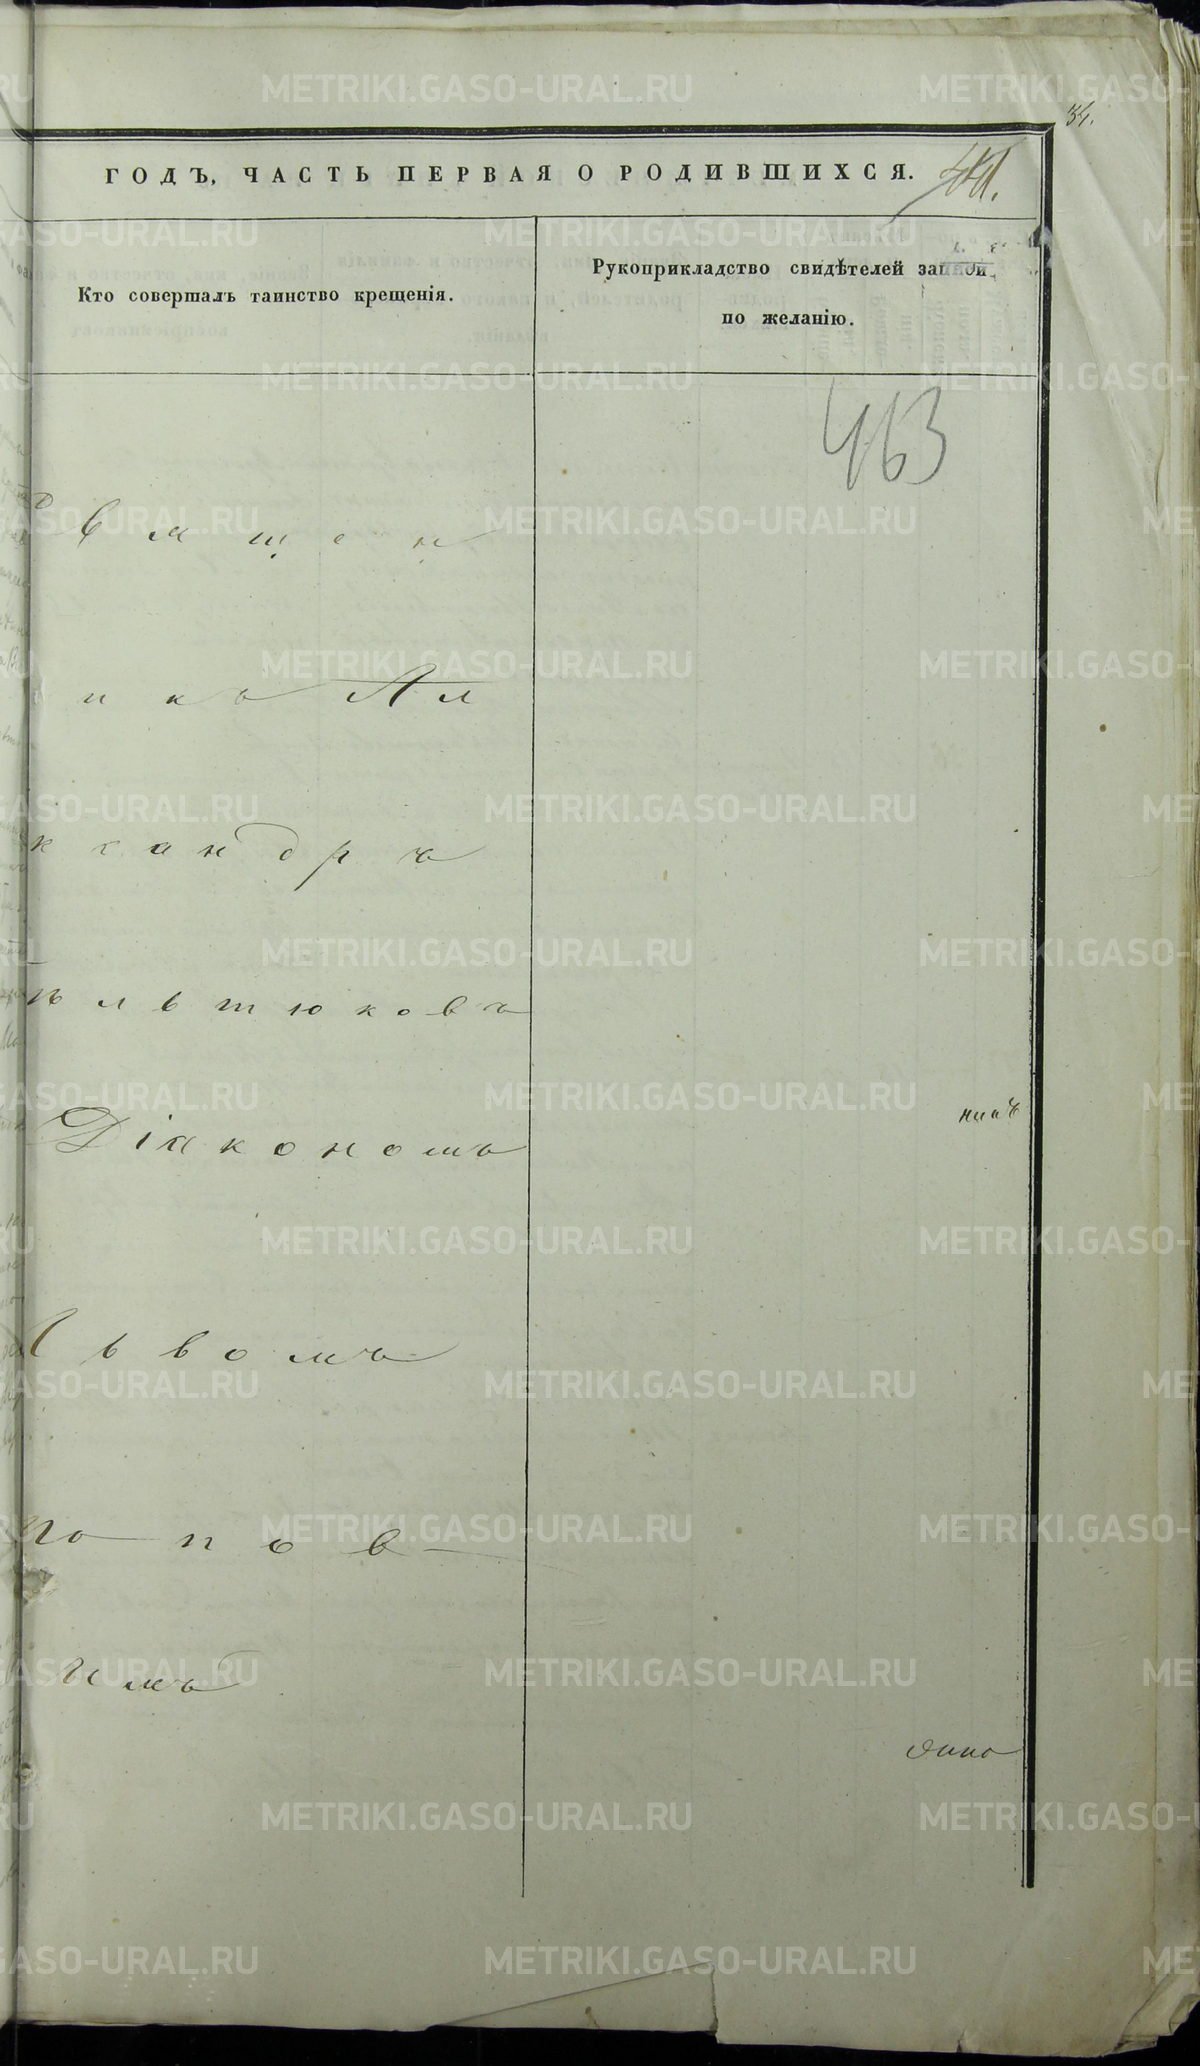 34.
ГОДЪ, ЧАСТЬ ПЕРВАЯ О РОДИВШИХСЯ.
Кто совершалъ таинство крещенія.
Рукоприкладство свидѣтелей записи
по желанію.
463
в я щ е н
и к ъ Ал
к с а н д р ъ
ѣ л ь т ю к о в ъ
Д і а к о н о м ъ
Л ь в о м ъ
П о п о в
ы м ъ
METRIKI.GASO-URAL.RU